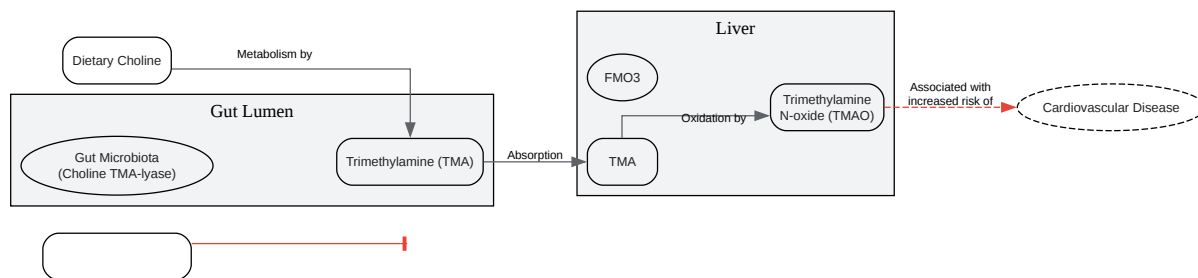 Dietary Choline
Metabolism by
Gut Lumen
Gut Microbiota
(Choline TMA-lyase)
Trimethylamine (TMA)
Absorption
Liver
FMO3
TMA
Oxidation by
Trimethylamine
N-oxide (TMAO)
Associated with
increased risk of
Cardiovascular Disease